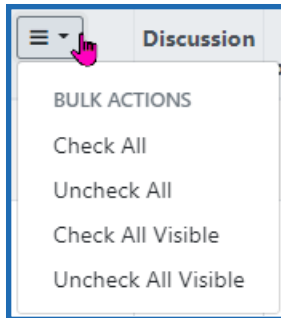 Discussion
BULK ACTIONS
Check All
Uncheck All
Check All Visible
Uncheck All Visible